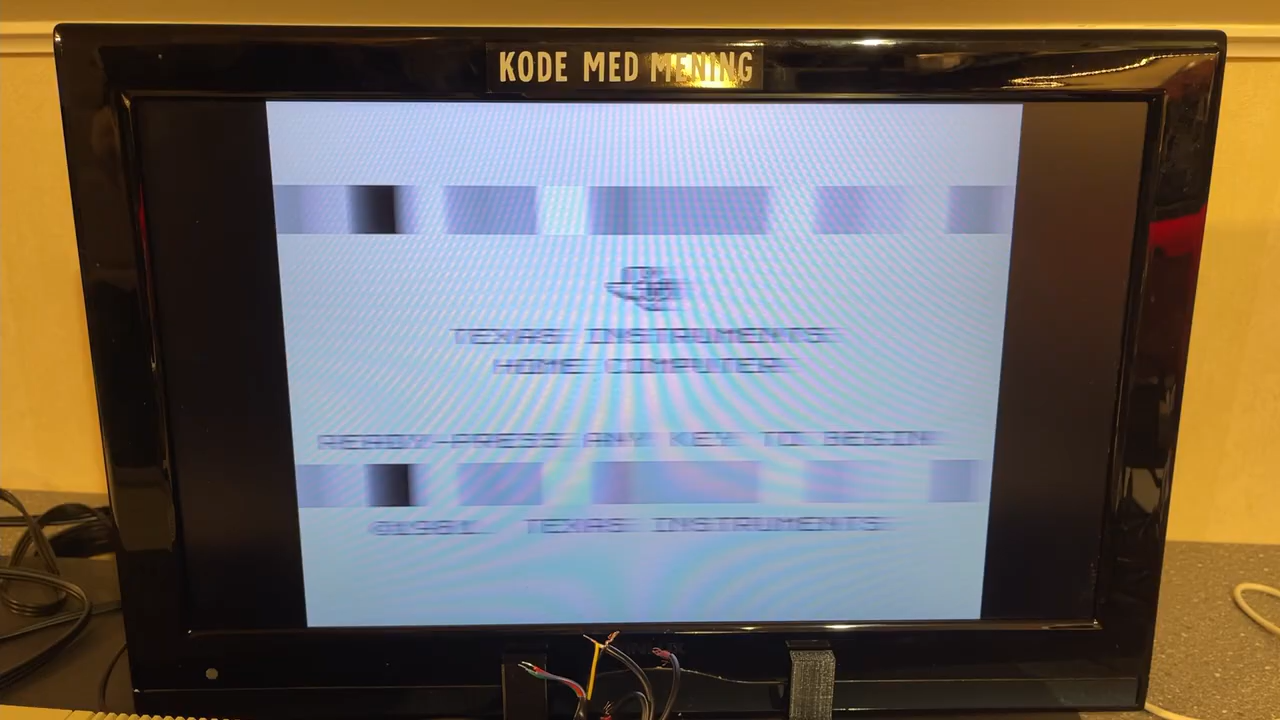 KODE MED MENING
TEXAS INSTRUMENTS
HOME COMPUTER
READY-PRESS ANY KEY TO BEGIN
©1981 TEXAS INSTRUMENTS